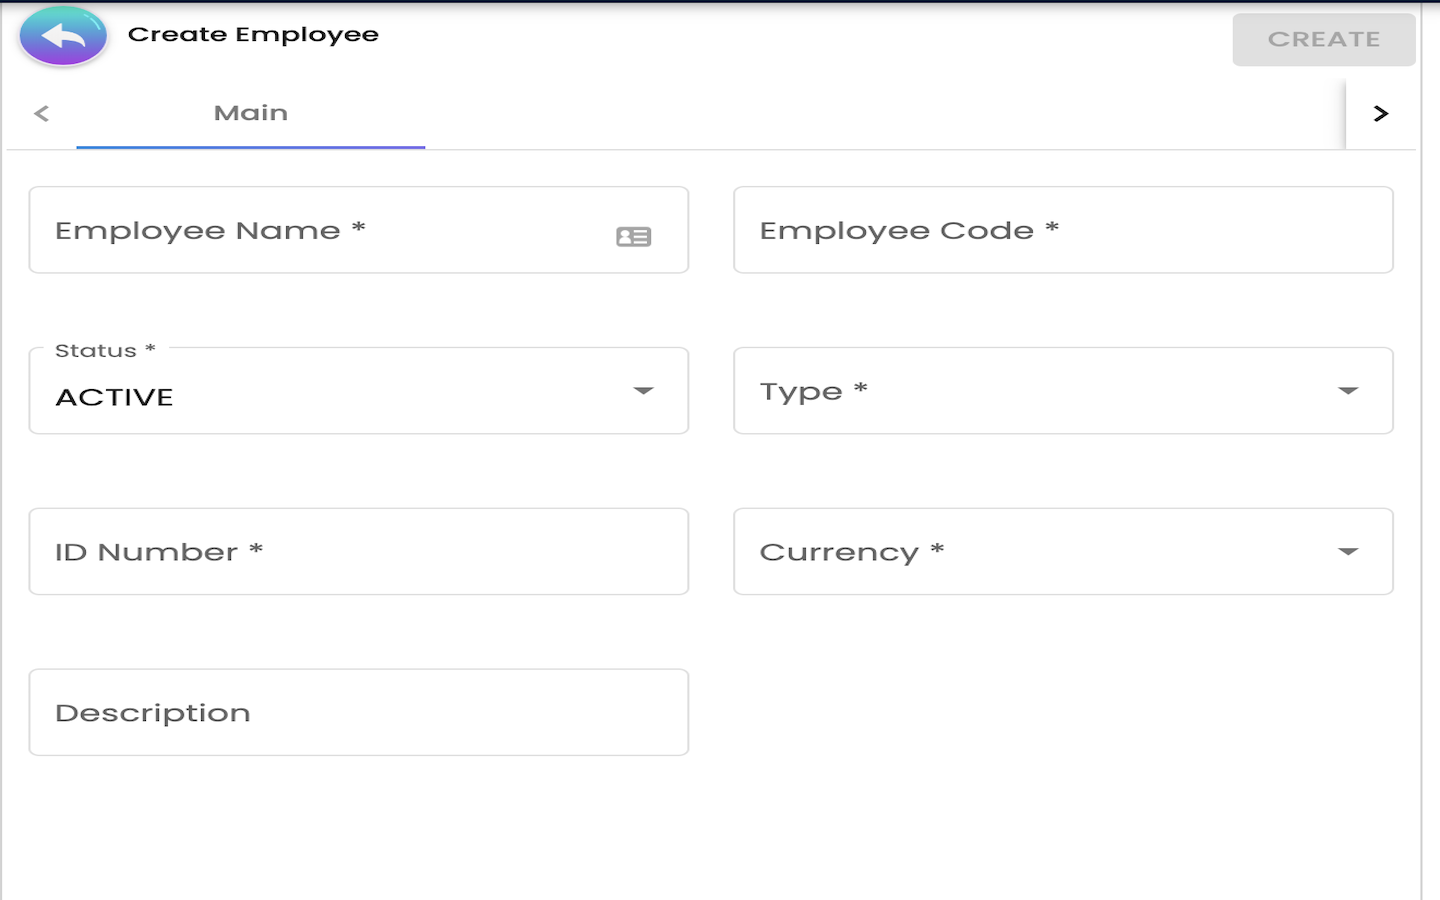 Create Employee
CREATE
Main
Employee Name *
Employee Code *
Status *
ACTIVE
Type *
ID Number *
Currency *
Description